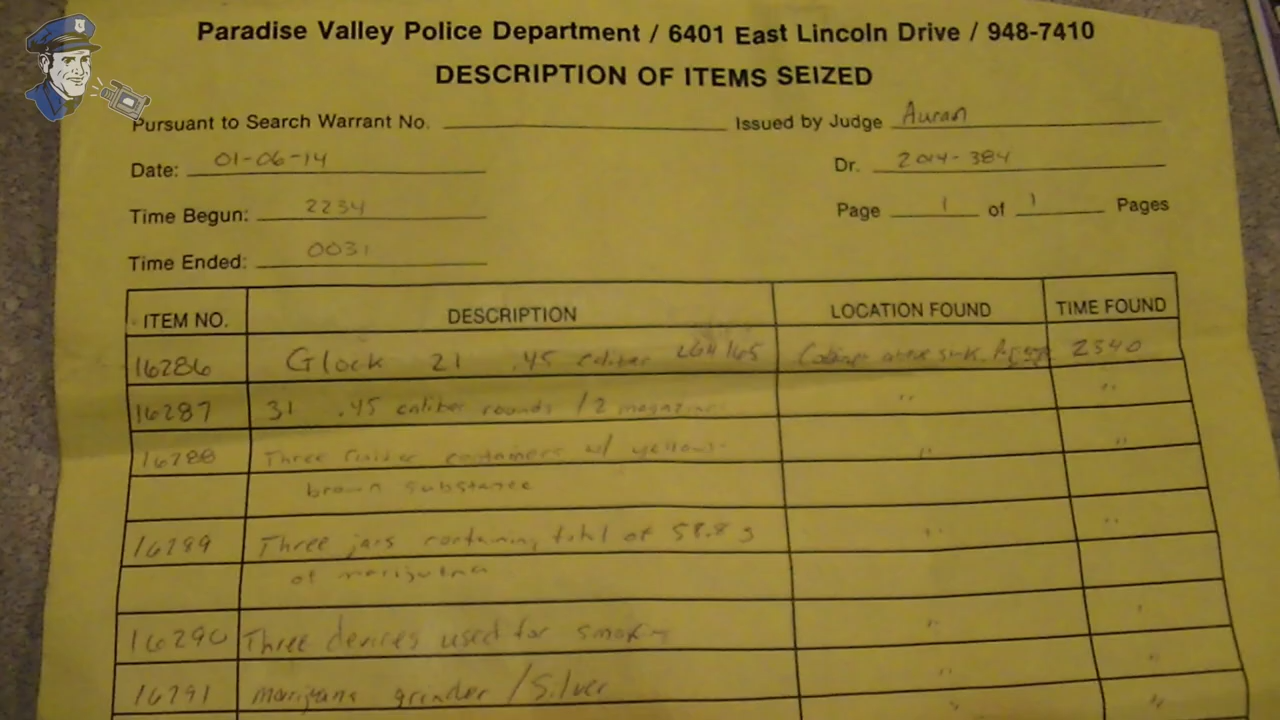 Paradise Valley Police Department / 6401 East Lincoln Drive / 948-7410
DESCRIPTION OF ITEMS SEIZED
Pursuant to Search Warrant No. Issued by Judge Auran
Date: 01-06-14 Dr. 2014-384
Time Begun: 2234 Page 1 of 1 Pages
Time Ended: 0031
ITEM NO. DESCRIPTION LOCATION FOUND TIME FOUND
16286 Glock 21 .45 caliber above sink 2340
16287 31 .45 caliber rounds / 2 " "
16288 Three containers w/ yellow " "
brown substance
16289 Three jars containing total of 58.8 g " "
of marijuana
16290 Three devices used for " "
16291 marijuana grinder / Silver " "
" "